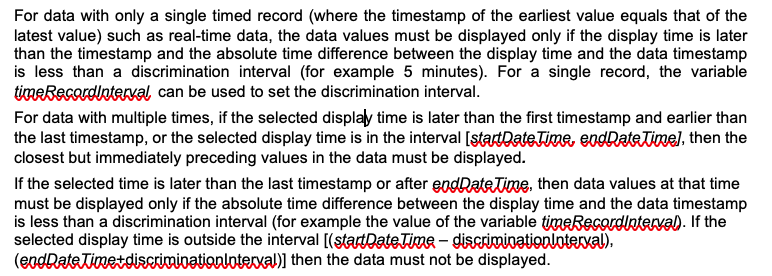 For data with only a single timed record (where the timestamp of the earliest value equals that of the
latest value) such as real-time data, the data values must be displayed only if the display time is later
than the timestamp and the absolute time difference between the display time and the data timestamp
is less than a discrimination interval (for example 5 minutes). For a single record, the variable
timeRecordInterval can be used to set the discrimination interval.
For data with multiple times, if the selected display time is later than the first timestamp and earlier than
the last timestamp, or the selected display time is in the interval [startDateTime, endDateTime], then the
closest but immediately preceding values in the data must be displayed.
If the selected time is later than the last timestamp or after endDateTime, then data values at that time
must be displayed only if the absolute time difference between the display time and the data timestamp
is less than a discrimination interval (for example the value of the variable timeRecordInterval). If the
selected display time is outside the interval [(startDateTime – discriminationInterval),
(endDateTime+discriminationInterval)] then the data must not be displayed.